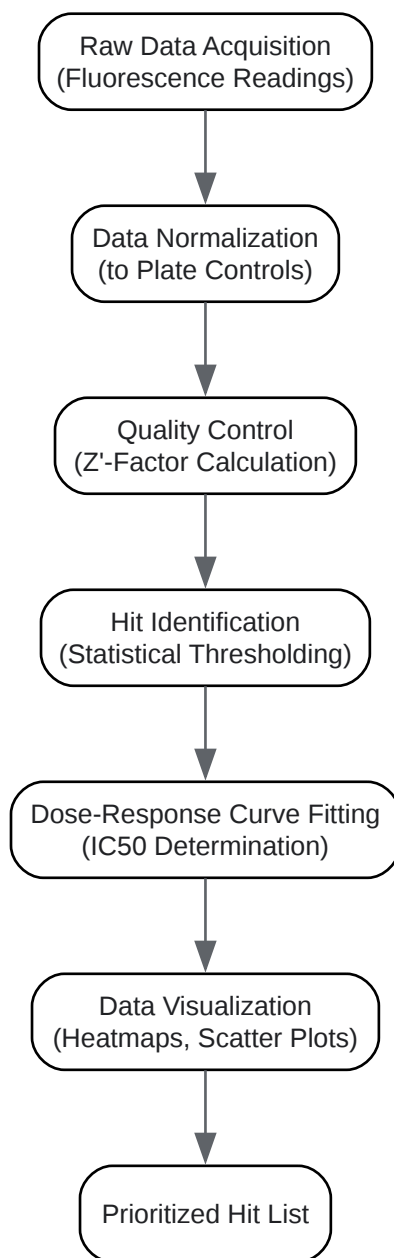 Raw Data Acquisition
(Fluorescence Readings)
Data Normalization
(to Plate Controls)
Quality Control
(Z'-Factor Calculation)
Hit Identification
(Statistical Thresholding)
Dose-Response Curve Fitting
(IC50 Determination)
Data Visualization
(Heatmaps, Scatter Plots)
Prioritized Hit List